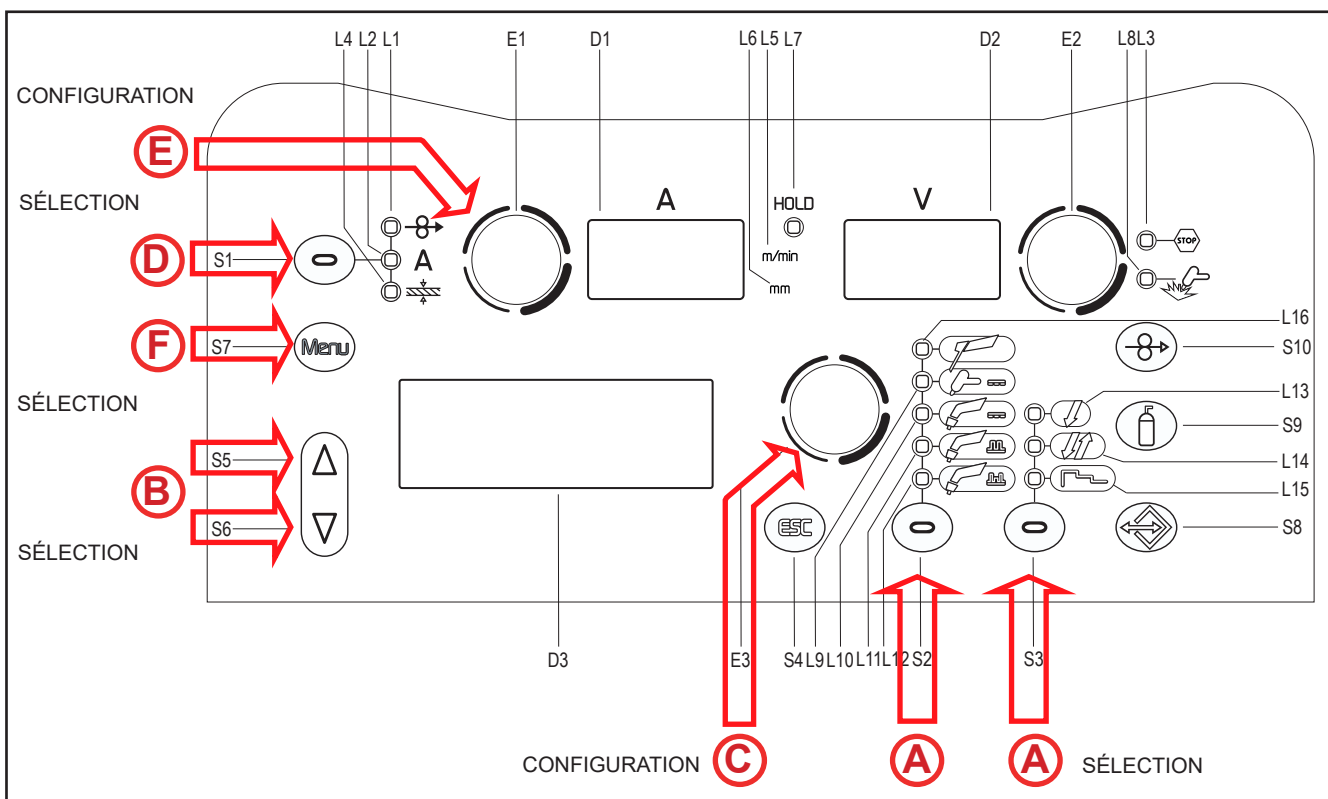 L4 L2 L1 E1 D1 L6 L5 L7 D2 E2 L8 L3
CONFIGURATION
E
SÉLECTION
A HOLD V
STOP
D S1 A m/min
mm
L16
F S7 Menu S10
SÉLECTION L13
S9
S5 L14
B L15
S6 ESC S8
SÉLECTION
D3 E3 S4 L9 L10 L11 L12 S2 S3
CONFIGURATION C A A SÉLECTION